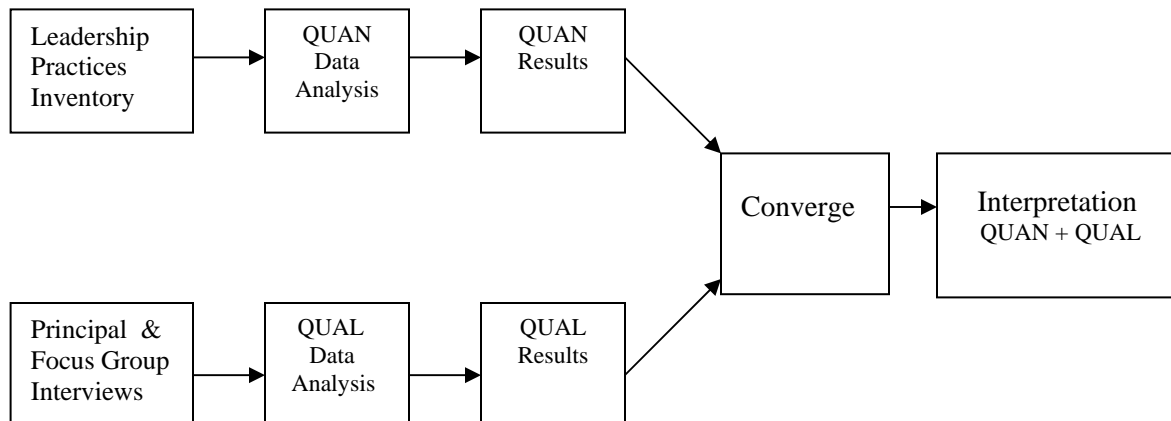 Leadership
Practices
Inventory
QUAN
Data
Analysis
QUAN
Results
Converge
Interpretation
QUAN + QUAL
Principal & 
Focus Group
Interviews
QUAL
Data
Analysis
QUAL
Results